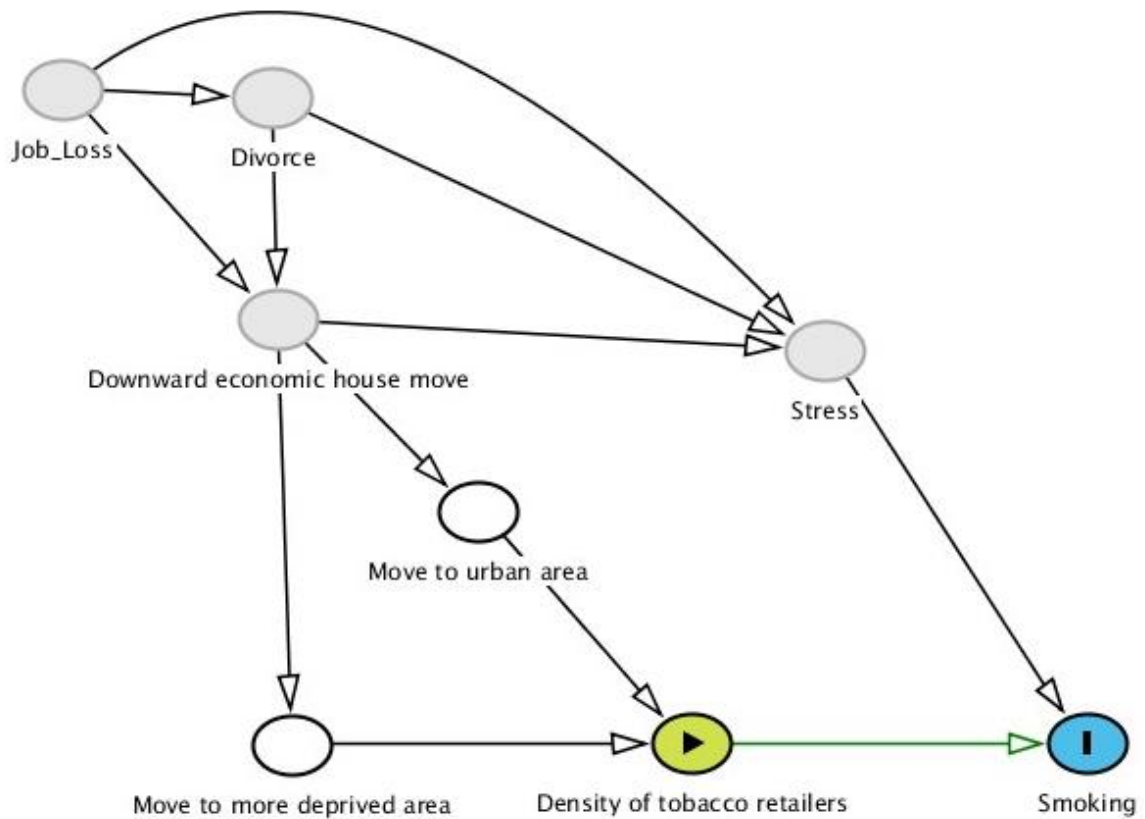 Job_Loss
Divorce
Downward economic house move
Stress
Move to urban area
Move to more deprived area
Density of tobacco retailers
Smoking